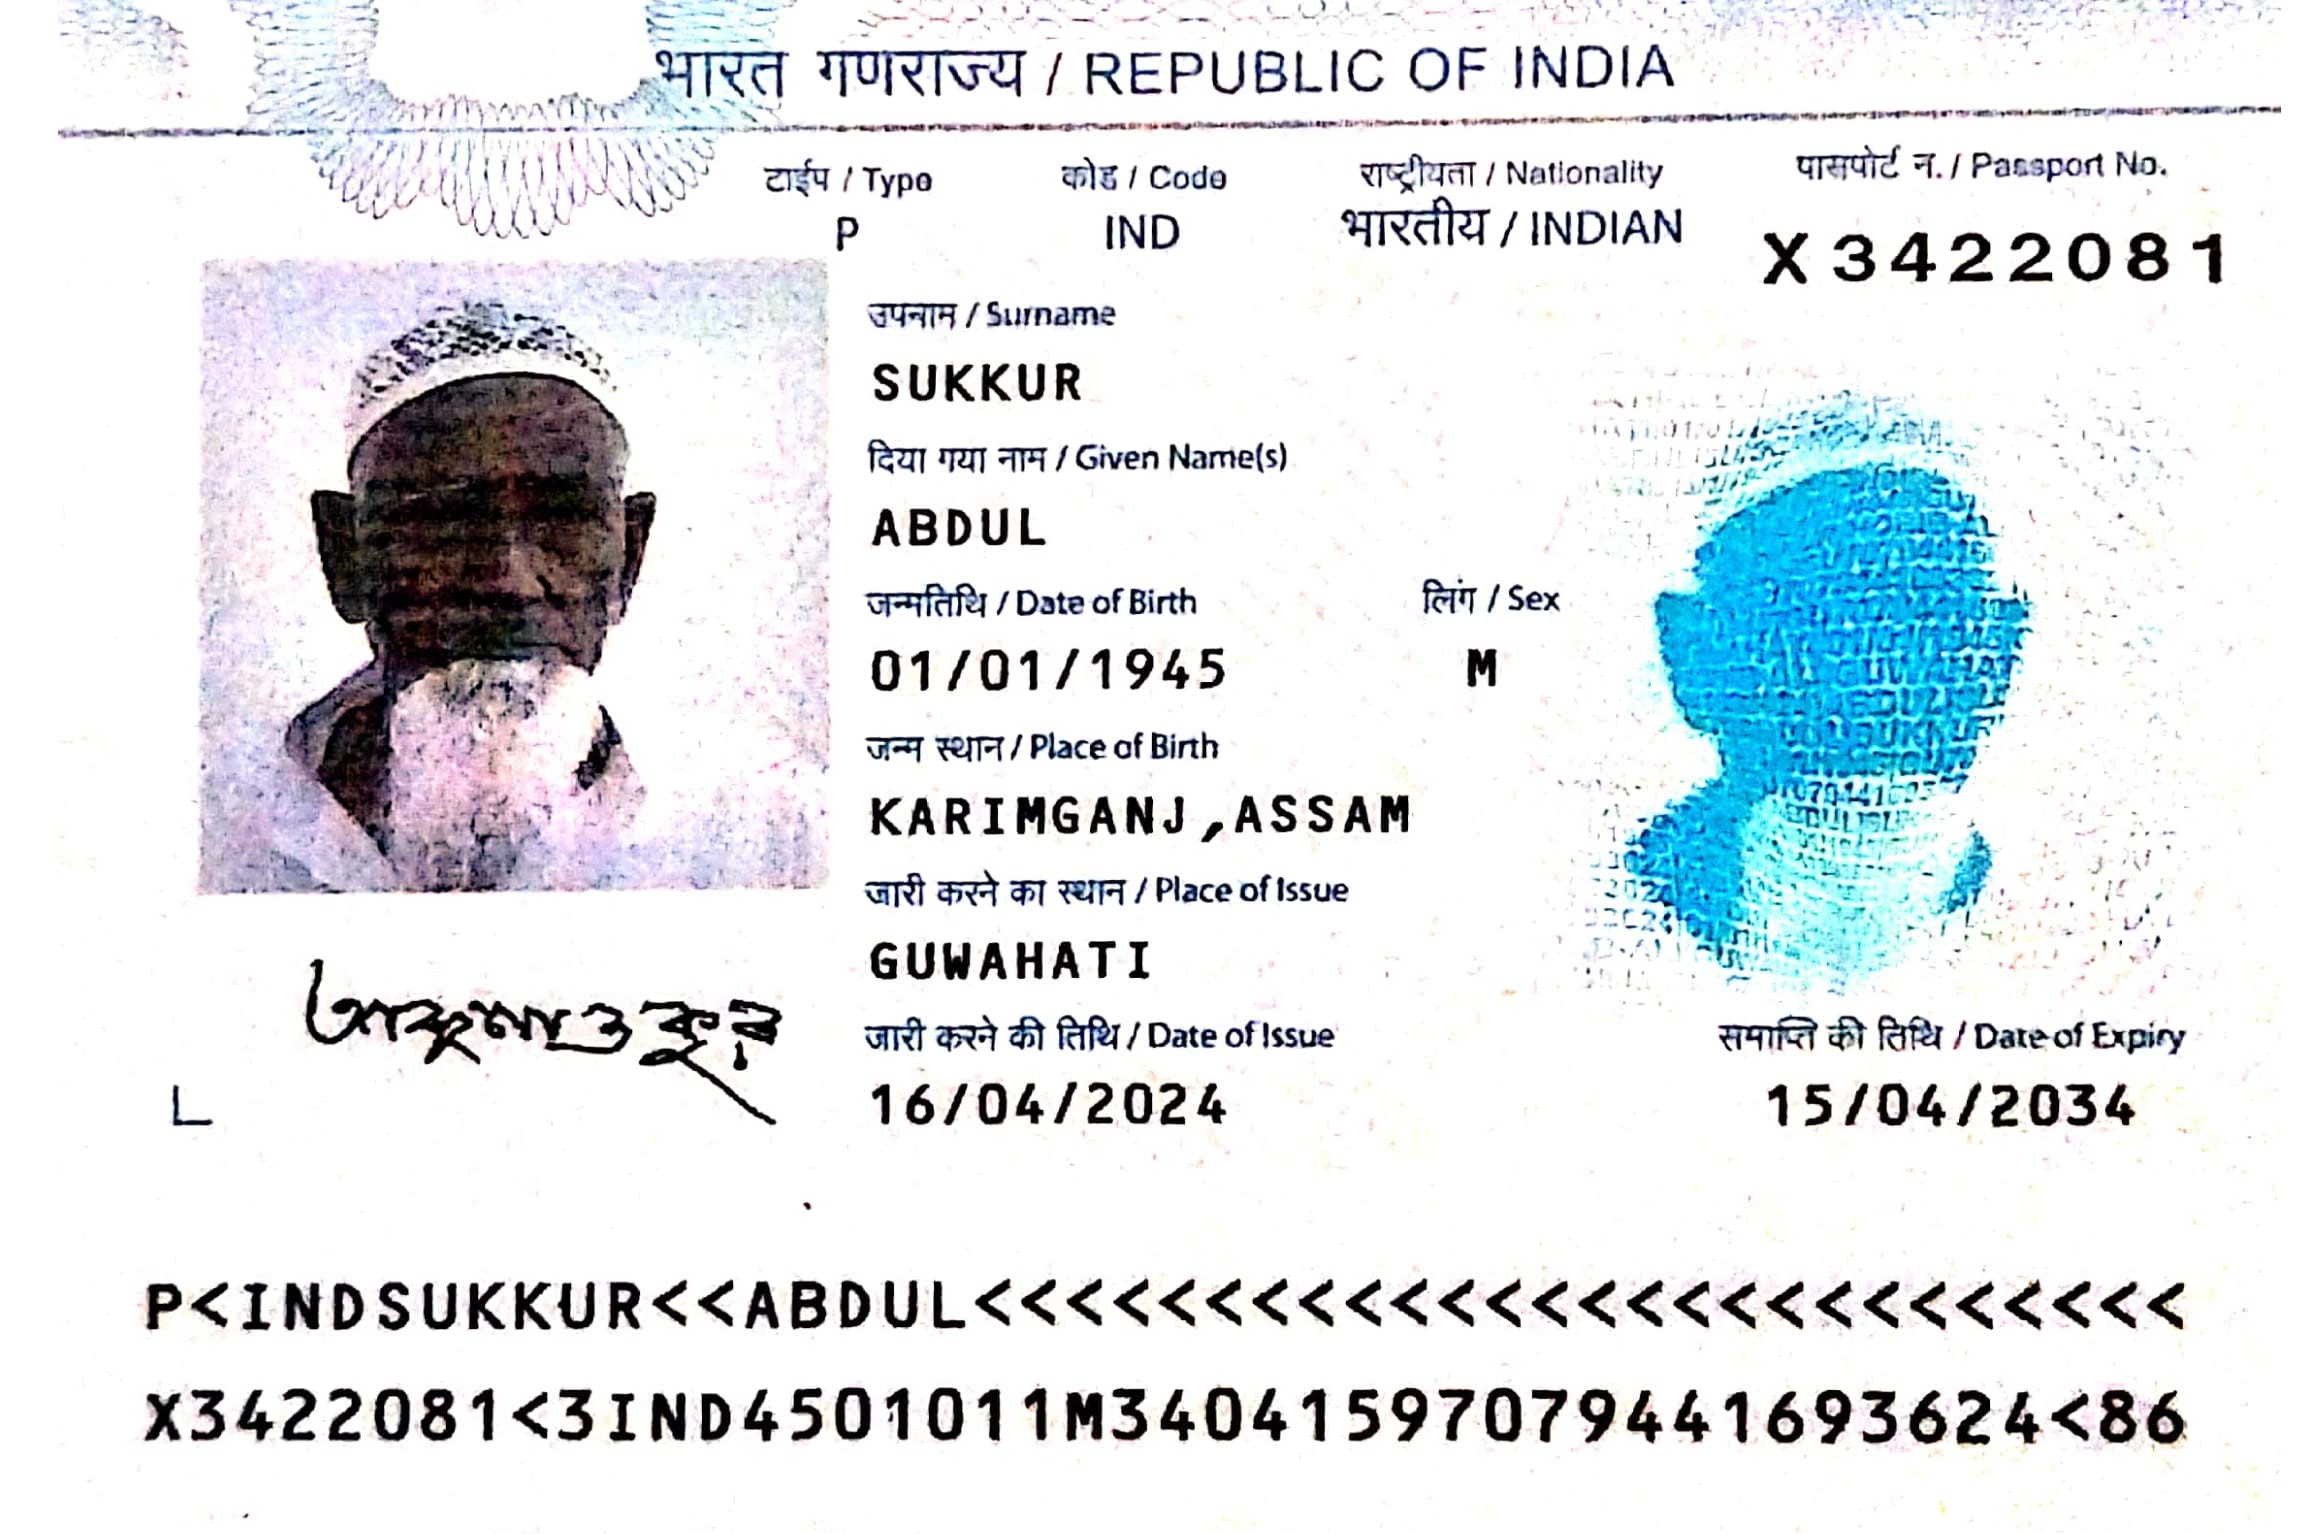 भारत गणराज्य / REPUBLIC OF INDIA
टाईप / Type
P
कोड / Code
IND
राष्ट्रीयता / Nationality
भारतीय / INDIAN
पासपोर्ट न. / Passport No.
X3422081
उपनाम / Surname
SUKKUR
दिया गया नाम / Given Name(s)
ABDUL
जन्मतिथि / Date of Birth
01/01/1945
लिंग / Sex
M
जन्म स्थान / Place of Birth
KARIMGANJ,ASSAM
जारी करने का स्थान / Place of Issue
GUWAHATI
जारी करने की तिथि / Date of Issue
16/04/2024
समाप्ति की तिथि / Date of Expiry
15/04/2034
P<INDSUKKUR<<ABDUL<<<<<<<<<<<<<<<<<<<<<<<<<<
X3422081<3IND4501011M34041597079441693624<86